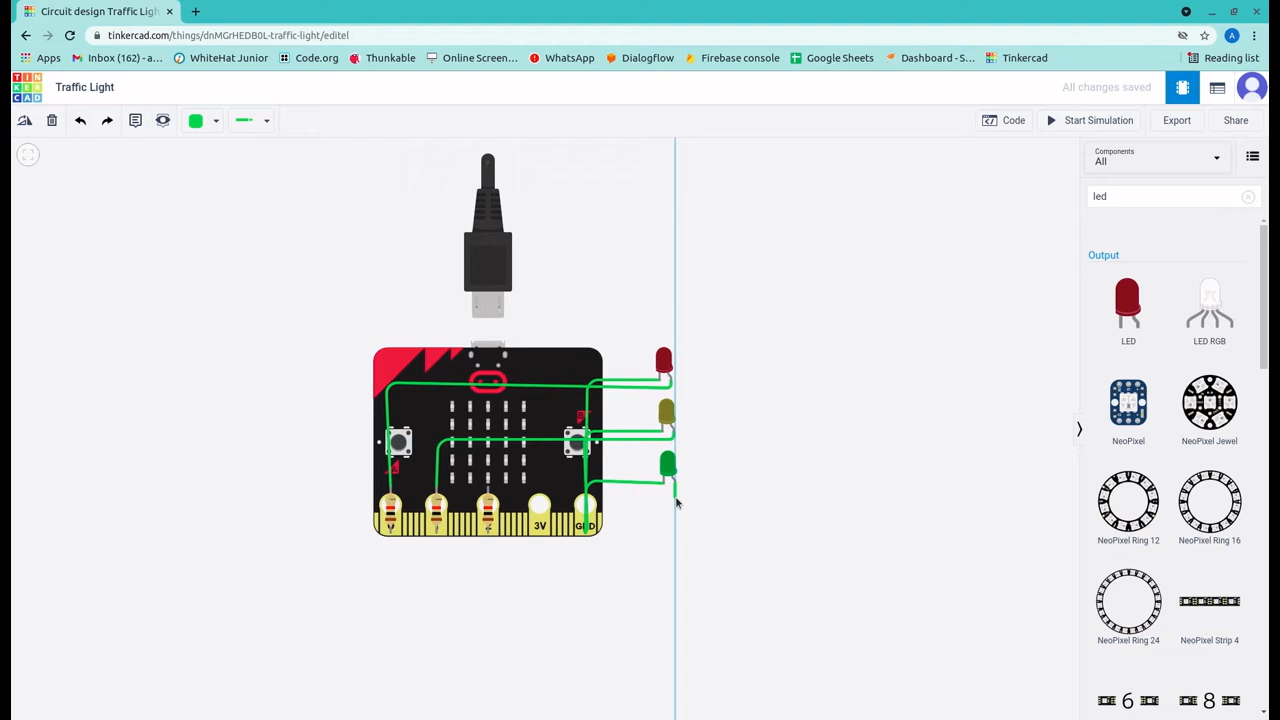 Circuit design Traffic Ligh
tinkercad.com/things/dnMGrHEDB0L-traffic-light/editel
A
Apps
Inbox (162) - a...
WhiteHat Junior
Code.org
Thunkable
Online Screen...
WhatsApp
Dialogflow
Firebase console
Google Sheets
Dashboard - S...
Tinkercad
Reading list
TIN
KER
CAD
Traffic Light
All changes saved
Code
Start Simulation
Export
Share
Components
All
led
Output
LED
LED RGB
NeoPixel
NeoPixel Jewel
NeoPixel Ring 12
NeoPixel Ring 16
NeoPixel Ring 24
NeoPixel Strip 4
6
8
3V
GND